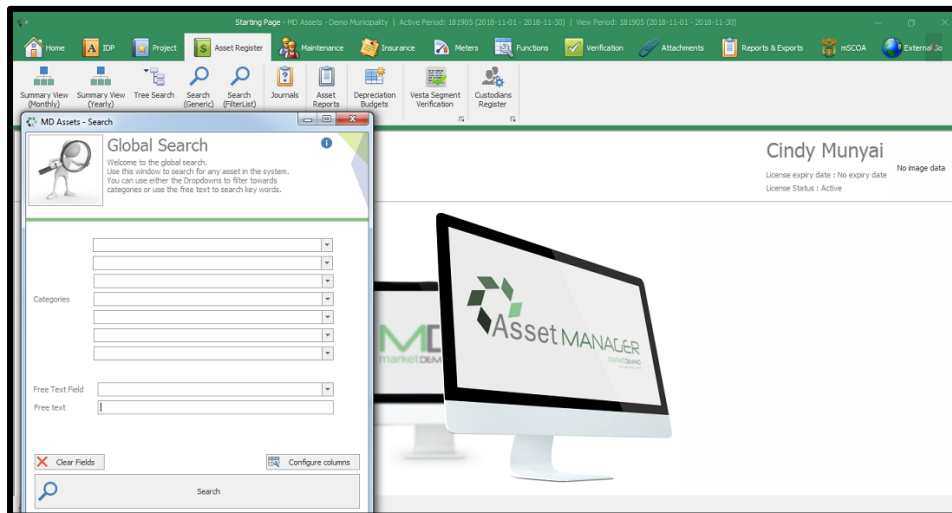 Starting Page - MD Assets - Demo Municipality | Active Period: 181905 (2018-11-01 - 2018-11-30) | View Period: 181905 (2018-11-01 - 2018-11-30)
Home IDP Project Asset Register Maintenance Insurance Meters Functions Verification Attachments Reports & Exports mSCOA External So
Summary View (Monthly)
Summary View (Yearly)
Tree Search
Search (Generic)
Search (FilterList)
Journals
Asset Reports
Depreciation Budgets
Vesta Segment Verification
Custodians Register
MD Assets - Search
Global Search
Welcome to the global search.
Use this window to search for any asset in the system.
You can use either the Dropdowns to filter towards
categories or use the free text to search key words.
Categories
Free Text Field
Free text
Clear Fields
Configure columns
Search
Cindy Munyai
License expiry date : No expiry date
License Status : Active
No image data
MD
market DEM
Asset MANAGER
market DEMAND